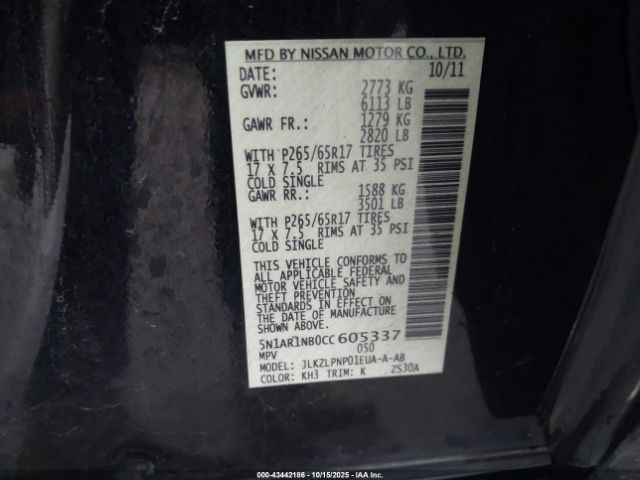 MFD BY NISSAN MOTOR CO., LTD.
DATE: 10/11
GVWR: 2773 KG
6113 LB
GAWR FR.: 1279 KG
2820 LB
WITH P265/65R17 TIRES
17 X 7.5 RIMS AT 35 PSI
COLD SINGLE
GAWR RR.: 1588 KG
3501 LB
WITH P265/65R17 TIRES
17 X 7.5 RIMS AT 35 PSI
COLD SINGLE
THIS VEHICLE CONFORMS TO
ALL APPLICABLE FEDERAL
MOTOR VEHICLE SAFETY AND
THEFT PREVENTION
STANDARDS IN EFFECT ON
THE DATE OF MANUFACTURE
SHOWN ABOVE.
5N1AR1NB0CC605337
MPV 050
MODEL: JLKZLPNP01EUA-A-AB
COLOR: KH3 TRIM: K ZS30A
000-43442186 - 10/15/2025 - IAA Inc.